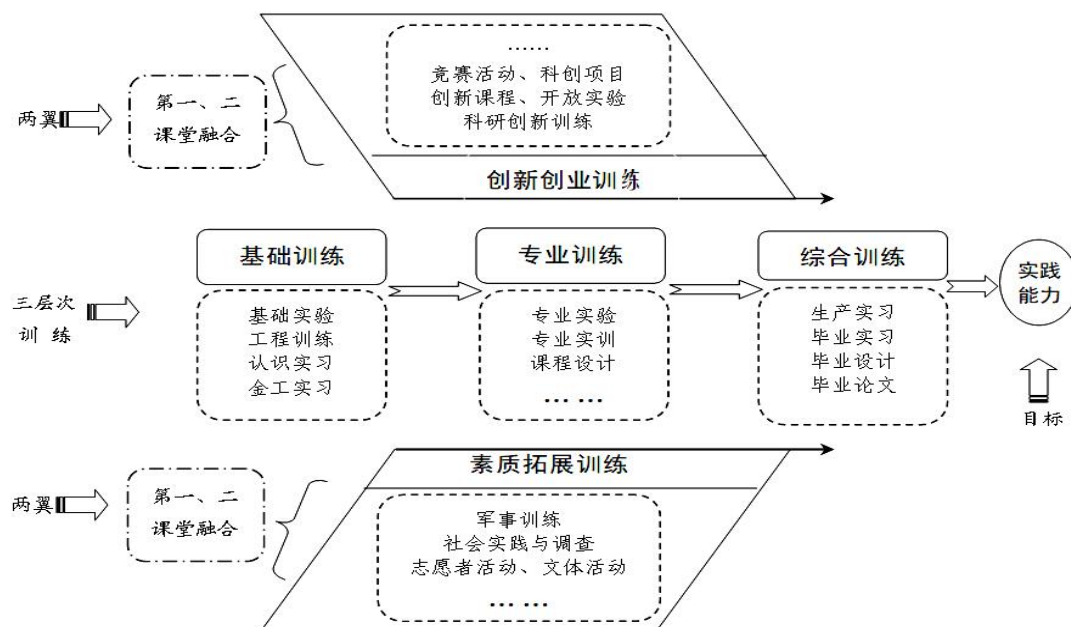 ……
竞赛活动、科创项目
创新课程、开放实验
科研创新训练
创新创业训练
两翼
第一、二
课堂融合
三层次
训 练
基础训练
基础实验
工程训练
认识实习
金工实习
专业训练
专业实验
专业实训
课程设计
……
综合训练
生产实习
毕业实习
毕业设计
毕业论文
实践
能力
目标
两翼
第一、二
课堂融合
素质拓展训练
军事训练
社会实践与调查
志愿者活动、文体活动
……